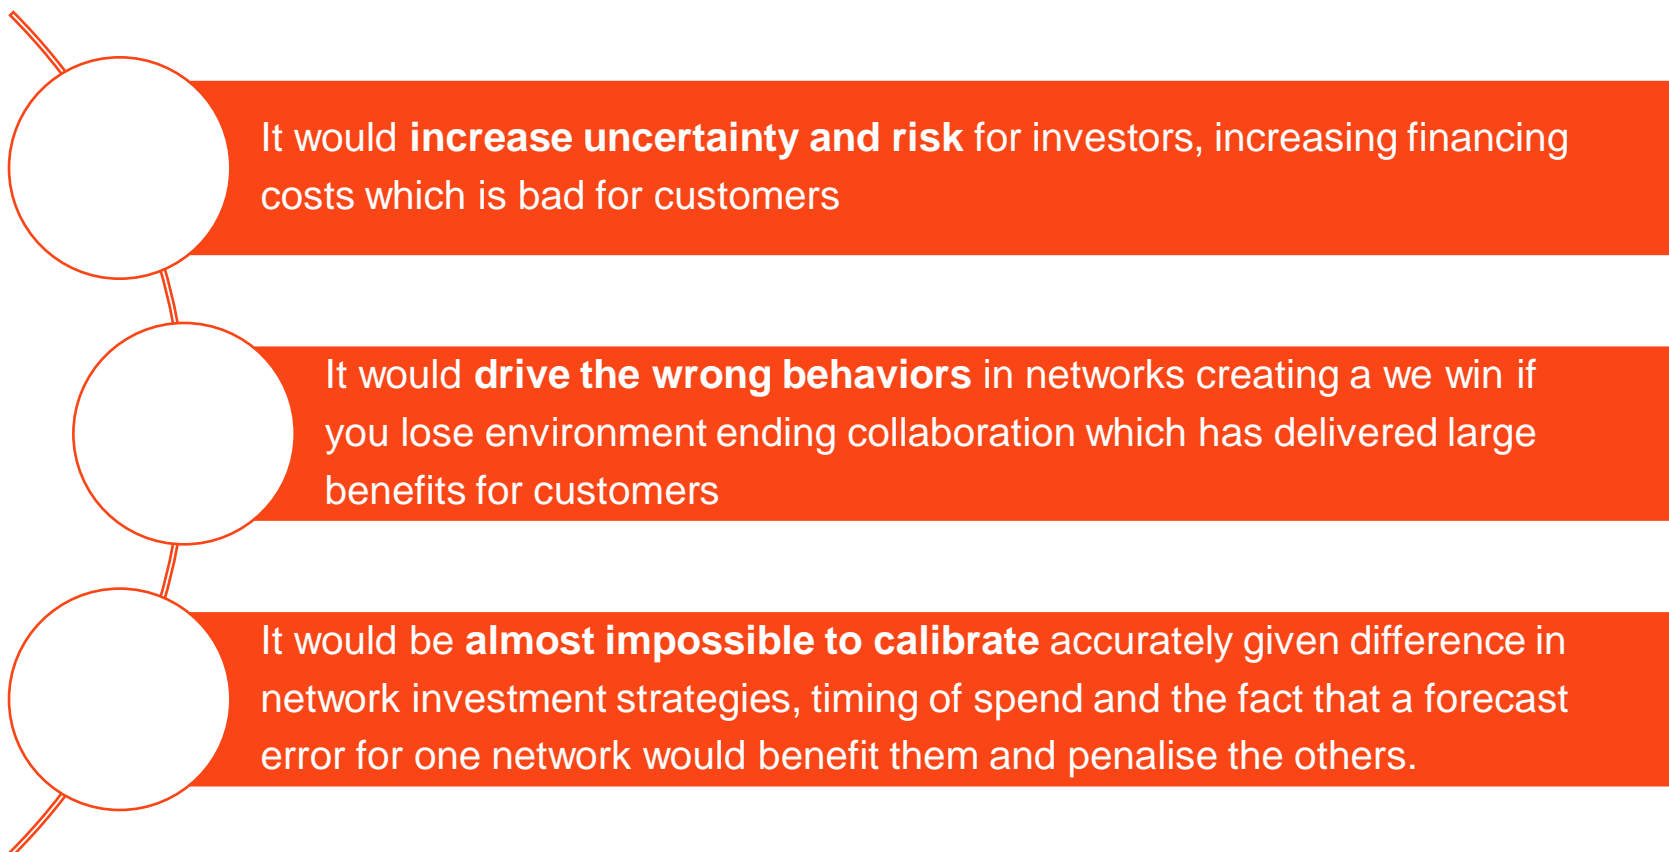 It would increase uncertainty and risk for investors, increasing financing
costs which is bad for customers
It would drive the wrong behaviors in networks creating a we win if
you lose environment ending collaboration which has delivered large
benefits for customers
It would be almost impossible to calibrate accurately given difference in
network investment strategies, timing of spend and the fact that a forecast
error for one network would benefit them and penalise the others.